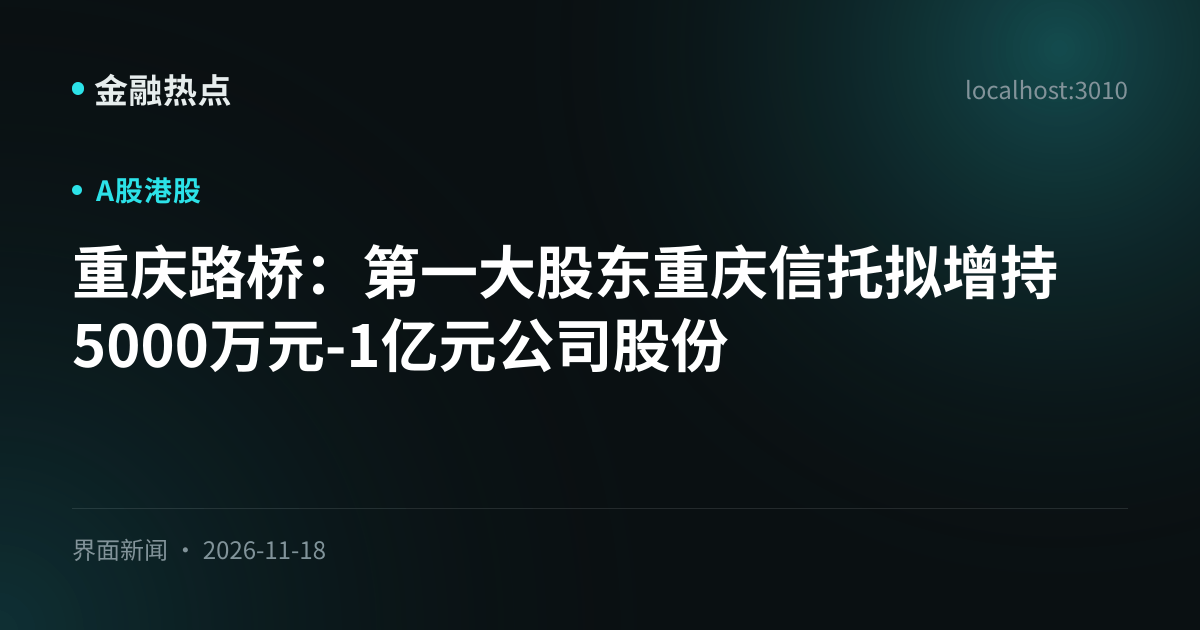 金融热点
localhost:3010
A股港股
重庆路桥：第一大股东重庆信托拟增持
5000万元-1亿元公司股份
界面新闻 · 2026-11-18